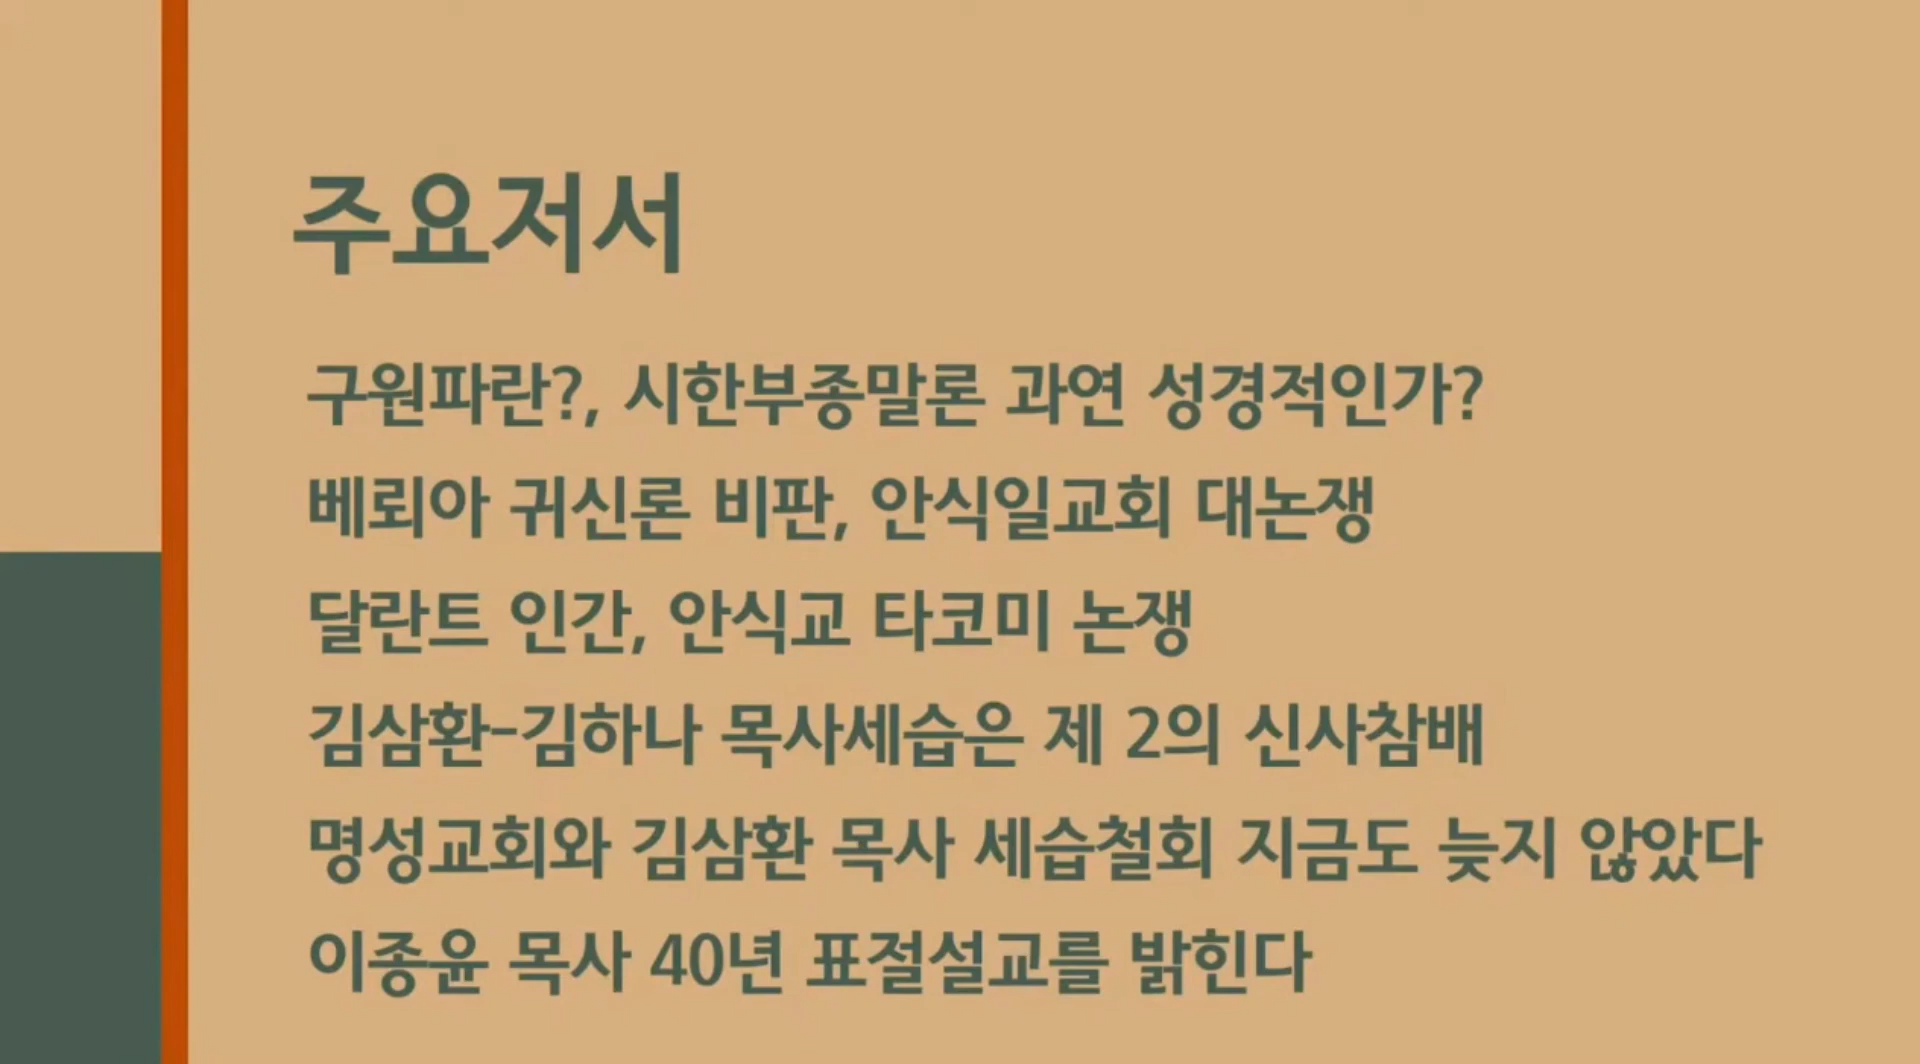 주요저서
구원파란?, 시한부종말론 과연 성경적인가?
베뢰아 귀신론 비판, 안식일교회 대논쟁
달란트 인간, 안식교 타코미 논쟁
김삼환-김하나 목사세습은 제 2의 신사참배
명성교회와 김삼환 목사 세습철회 지금도 늦지 않았다
이종윤 목사 40년 표절설교를 밝힌다